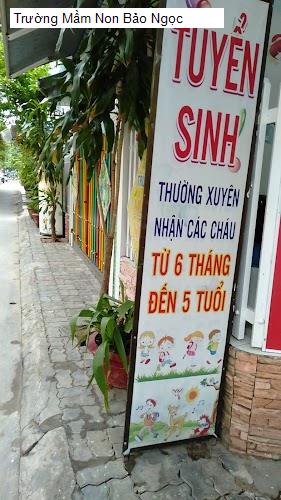 Trường Mầm Non Bảo Ngọc
TUYỂN
SINH
THƯỜNG XUYÊN
NHẬN CÁC CHÁU
TỪ 6 THÁNG
ĐẾN 5 TUỔI